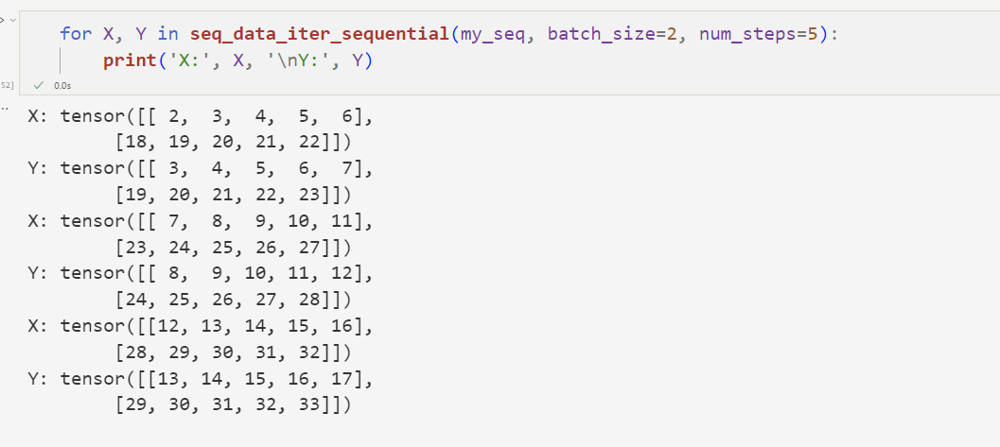 for X, Y in seq_data_iter_sequential(my_seq, batch_size=2, num_steps=5):
    print('X:', X, '\nY:', Y)
52]
✓ 0.0s
..
X: tensor([[ 2,  3,  4,  5,  6],
        [18, 19, 20, 21, 22]])
Y: tensor([[ 3,  4,  5,  6,  7],
        [19, 20, 21, 22, 23]])
X: tensor([[ 7,  8,  9, 10, 11],
        [23, 24, 25, 26, 27]])
Y: tensor([[ 8,  9, 10, 11, 12],
        [24, 25, 26, 27, 28]])
X: tensor([[12, 13, 14, 15, 16],
        [28, 29, 30, 31, 32]])
Y: tensor([[13, 14, 15, 16, 17],
        [29, 30, 31, 32, 33]])